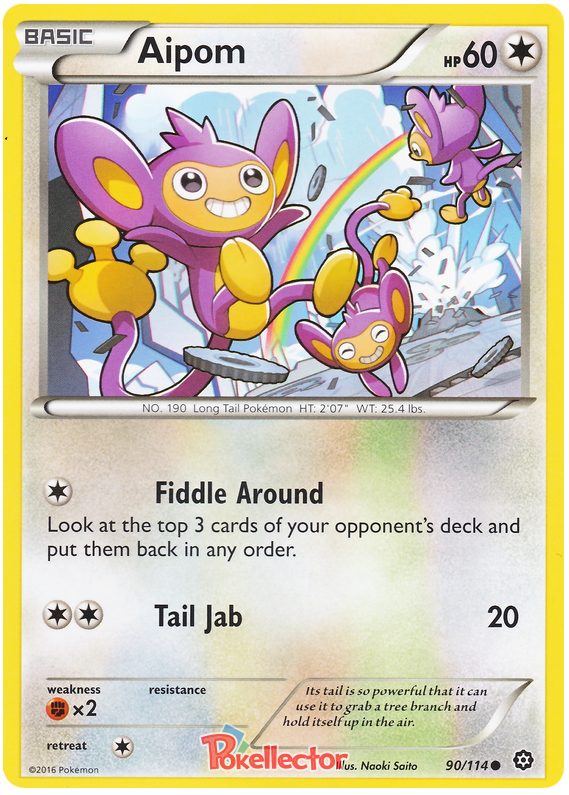 BASIC
Aipom HP60
NO. 190 Long Tail Pokémon HT: 2'07" WT: 25.4 lbs.
Fiddle Around
Look at the top 3 cards of your opponent's deck and
put them back in any order.
Tail Jab 20
weakness resistance
×2
Its tail is so powerful that it can
use it to grab a tree branch and
hold itself up in the air.
retreat
Pokellector
Illus. Naoki Saito
90/114
©2016 Pokémon